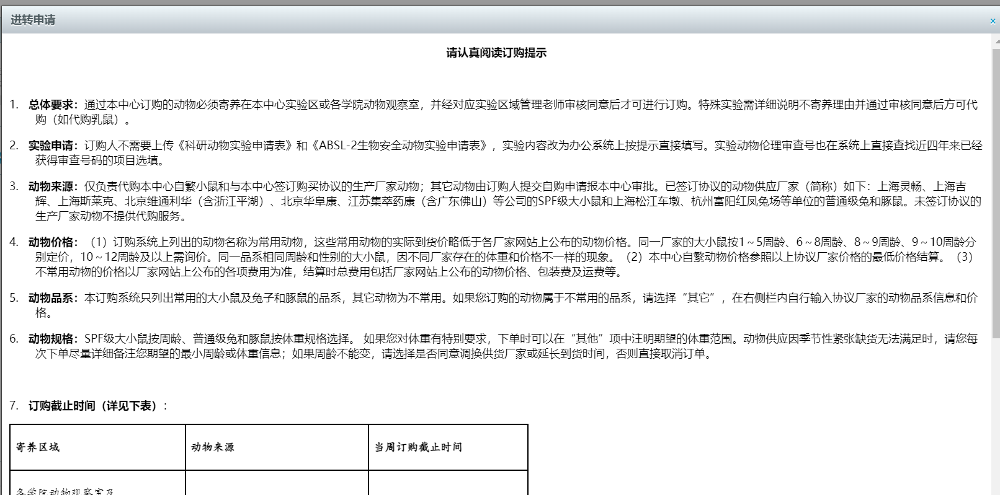 进转申请
×
请认真阅读订购提示
1. 总体要求：通过本中心订购的动物必须寄养在本中心实验区或各学院动物观察室，并经对应实验区域管理老师审核同意后才可进行订购。特殊实验需详细说明不寄养理由并通过审核同意后方可代
购（如代购乳鼠）。
2. 实验申请：订购人不需要上传《科研动物实验申请表》和《ABSL-2生物安全动物实验申请表》，实验内容改为办公系统上按提示直接填写。实验动物伦理审查号也在系统上直接查找近四年来已经
获得审查号码的项目选填。
3. 动物来源：仅负责代购本中心自繁小鼠和与本中心签订购买协议的生产厂家动物；其它动物由订购人提交自购申请报本中心审批。已签订协议的动物供应厂家（简称）如下：上海灵畅、上海吉
辉、上海斯莱克、北京维通利华（含浙江平湖）、北京华阜康、江苏集萃药康（含广东佛山）等公司的SPF级大小鼠和上海松江车墩、杭州富阳红凤兔场等单位的普通级兔和豚鼠。未签订协议的
生产厂家动物不提供代购服务。
4. 动物价格：（1）订购系统上列出的动物名称为常用动物，这些常用动物的实际到货价略低于各厂家网站上公布的动物价格。同一厂家的大小鼠按1～5周龄、6～8周龄、8～9周龄、9～10周龄分
别定价，10～12周龄及以上需询价。同一品系相同周龄和性别的大小鼠，因不同厂家存在的体重和价格不一样的现象。（2）本中心自繁动物价格参照以上协议厂家价格的最低价格结算。（3）
不常用动物的价格以厂家网站上公布的各项费用为准，结算时总费用包括厂家网站上公布的动物价格、包装费及运费等。
5. 动物品系：本订购系统只列出常用的大小鼠及兔子和豚鼠的品系，其它动物为不常用。如果您订购的动物属于不常用的品系，请选择“其它”，在右侧栏内自行输入协议厂家的动物品系信息和价
格。
6. 动物规格：SPF级大小鼠按周龄、普通级兔和豚鼠按体重规格选择。 如果您对体重有特别要求，下单时可以在“其他”项中注明期望的体重范围。动物供应因季节性紧张缺货无法满足时，请您每
次下单尽量详细备注您期望的最小周龄或体重信息；如果周齡不能变，请选择是否同意调换供货厂家或延长到货时间，否则直接取消订单。
7. 订购截止时间（详见下表）：
寄养区域 动物来源 当周订购截止时间
各学院动物观察室及